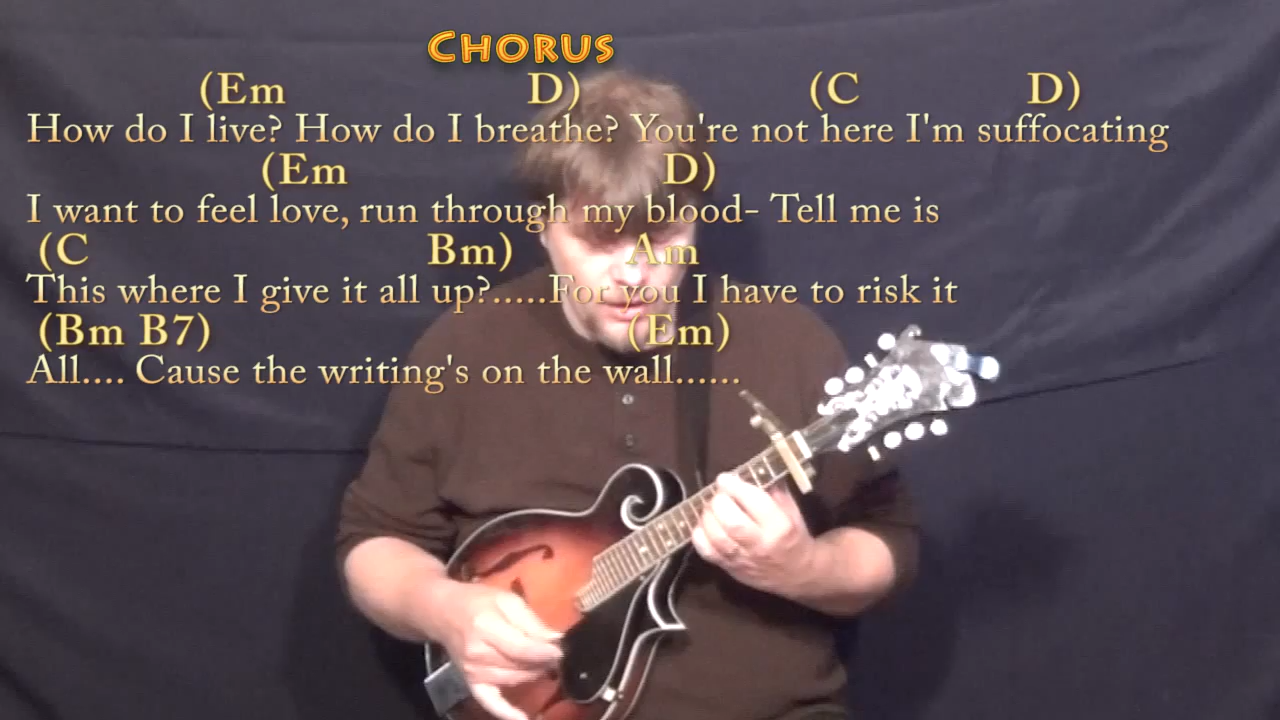 CHORUS
(Em D) (C D)
How do I live? How do I breathe? You're not here I'm suffocating
(Em D)
I want to feel love, run through my blood- Tell me is
(C Bm) Am
This where I give it all up?.....For you I have to risk it
(Bm B7) (Em)
All.... Cause the writing's on the wall......